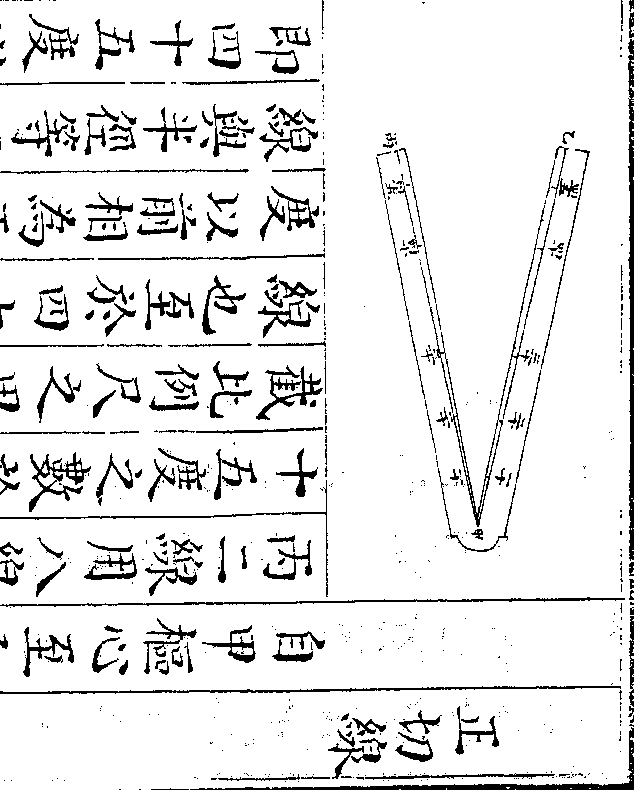 正切線
自甲樞心至
丙二線用八
十五度之數
截比例尺之甲
線也至於四
度以前相為
線與半徑等
即四十五度
甲
乙
丙